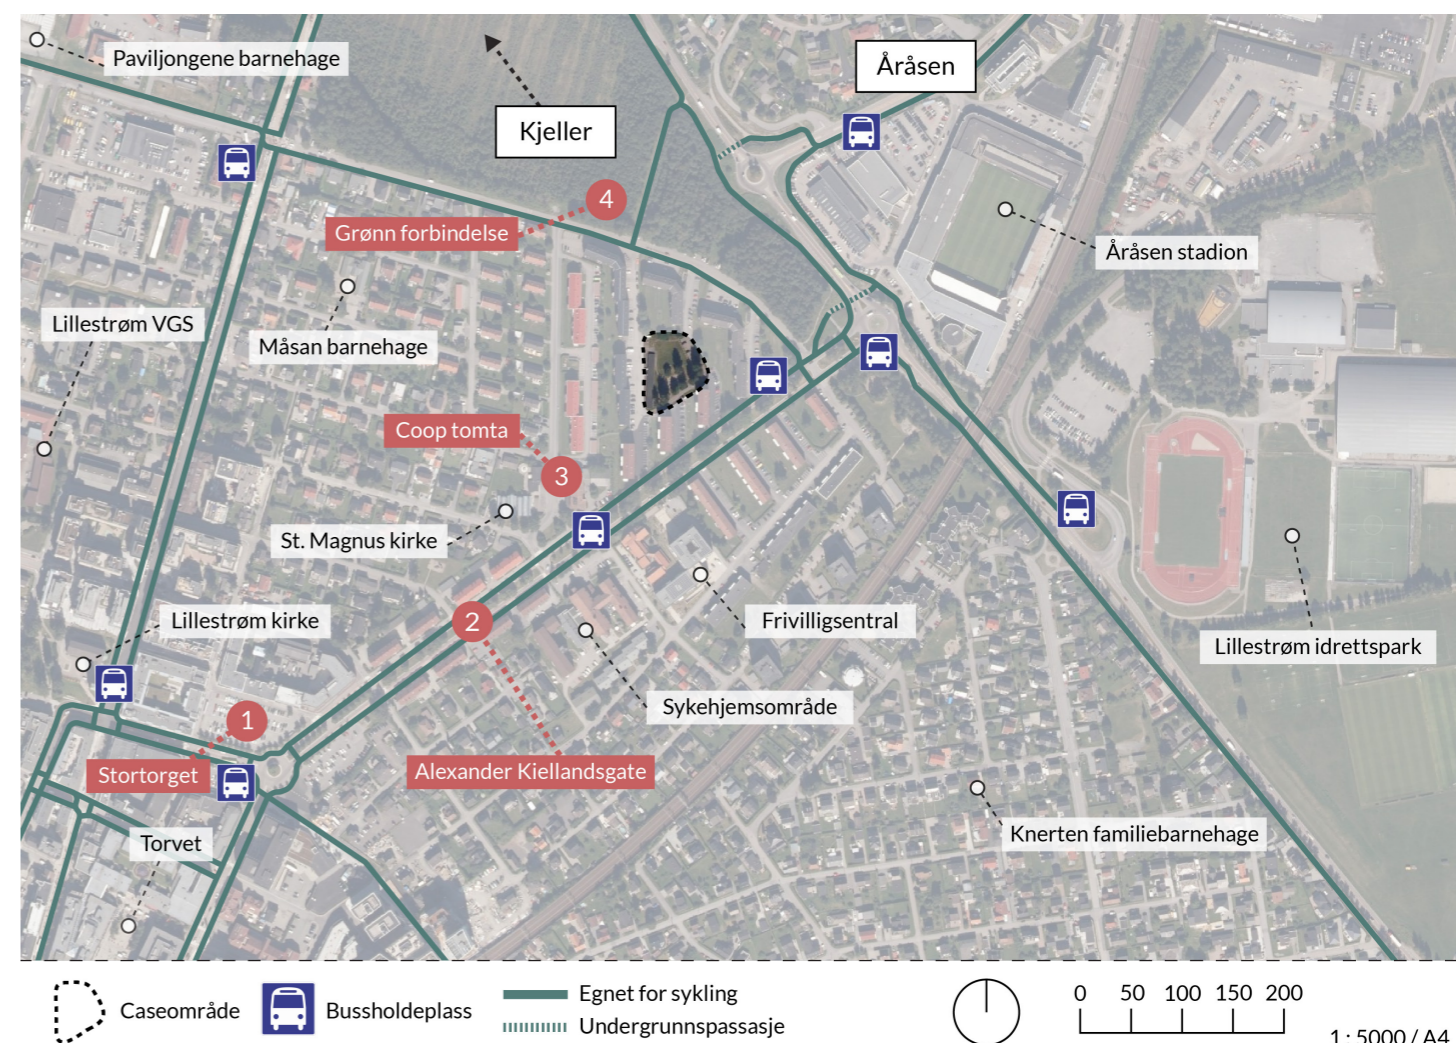 Paviljongene barnehage
Åråsen
Kjeller
4
Grønn forbindelse
Åråsen stadion
Lillestrøm VGS
Måsan barnehage
Coop tomta
3
St. Magnus kirke
Lillestrøm kirke
2
Frivilligsentral
Lillestrøm idrettspark
Sykehjemsområde
1
Stortorget
Alexander Kiellandsgate
Torvet
Knerten familiebarnehage
Caseområde
Bussholdeplass
Egnet for sykling
Undergrunnspassasje
0 50 100 150 200
1 : 5000 / A4